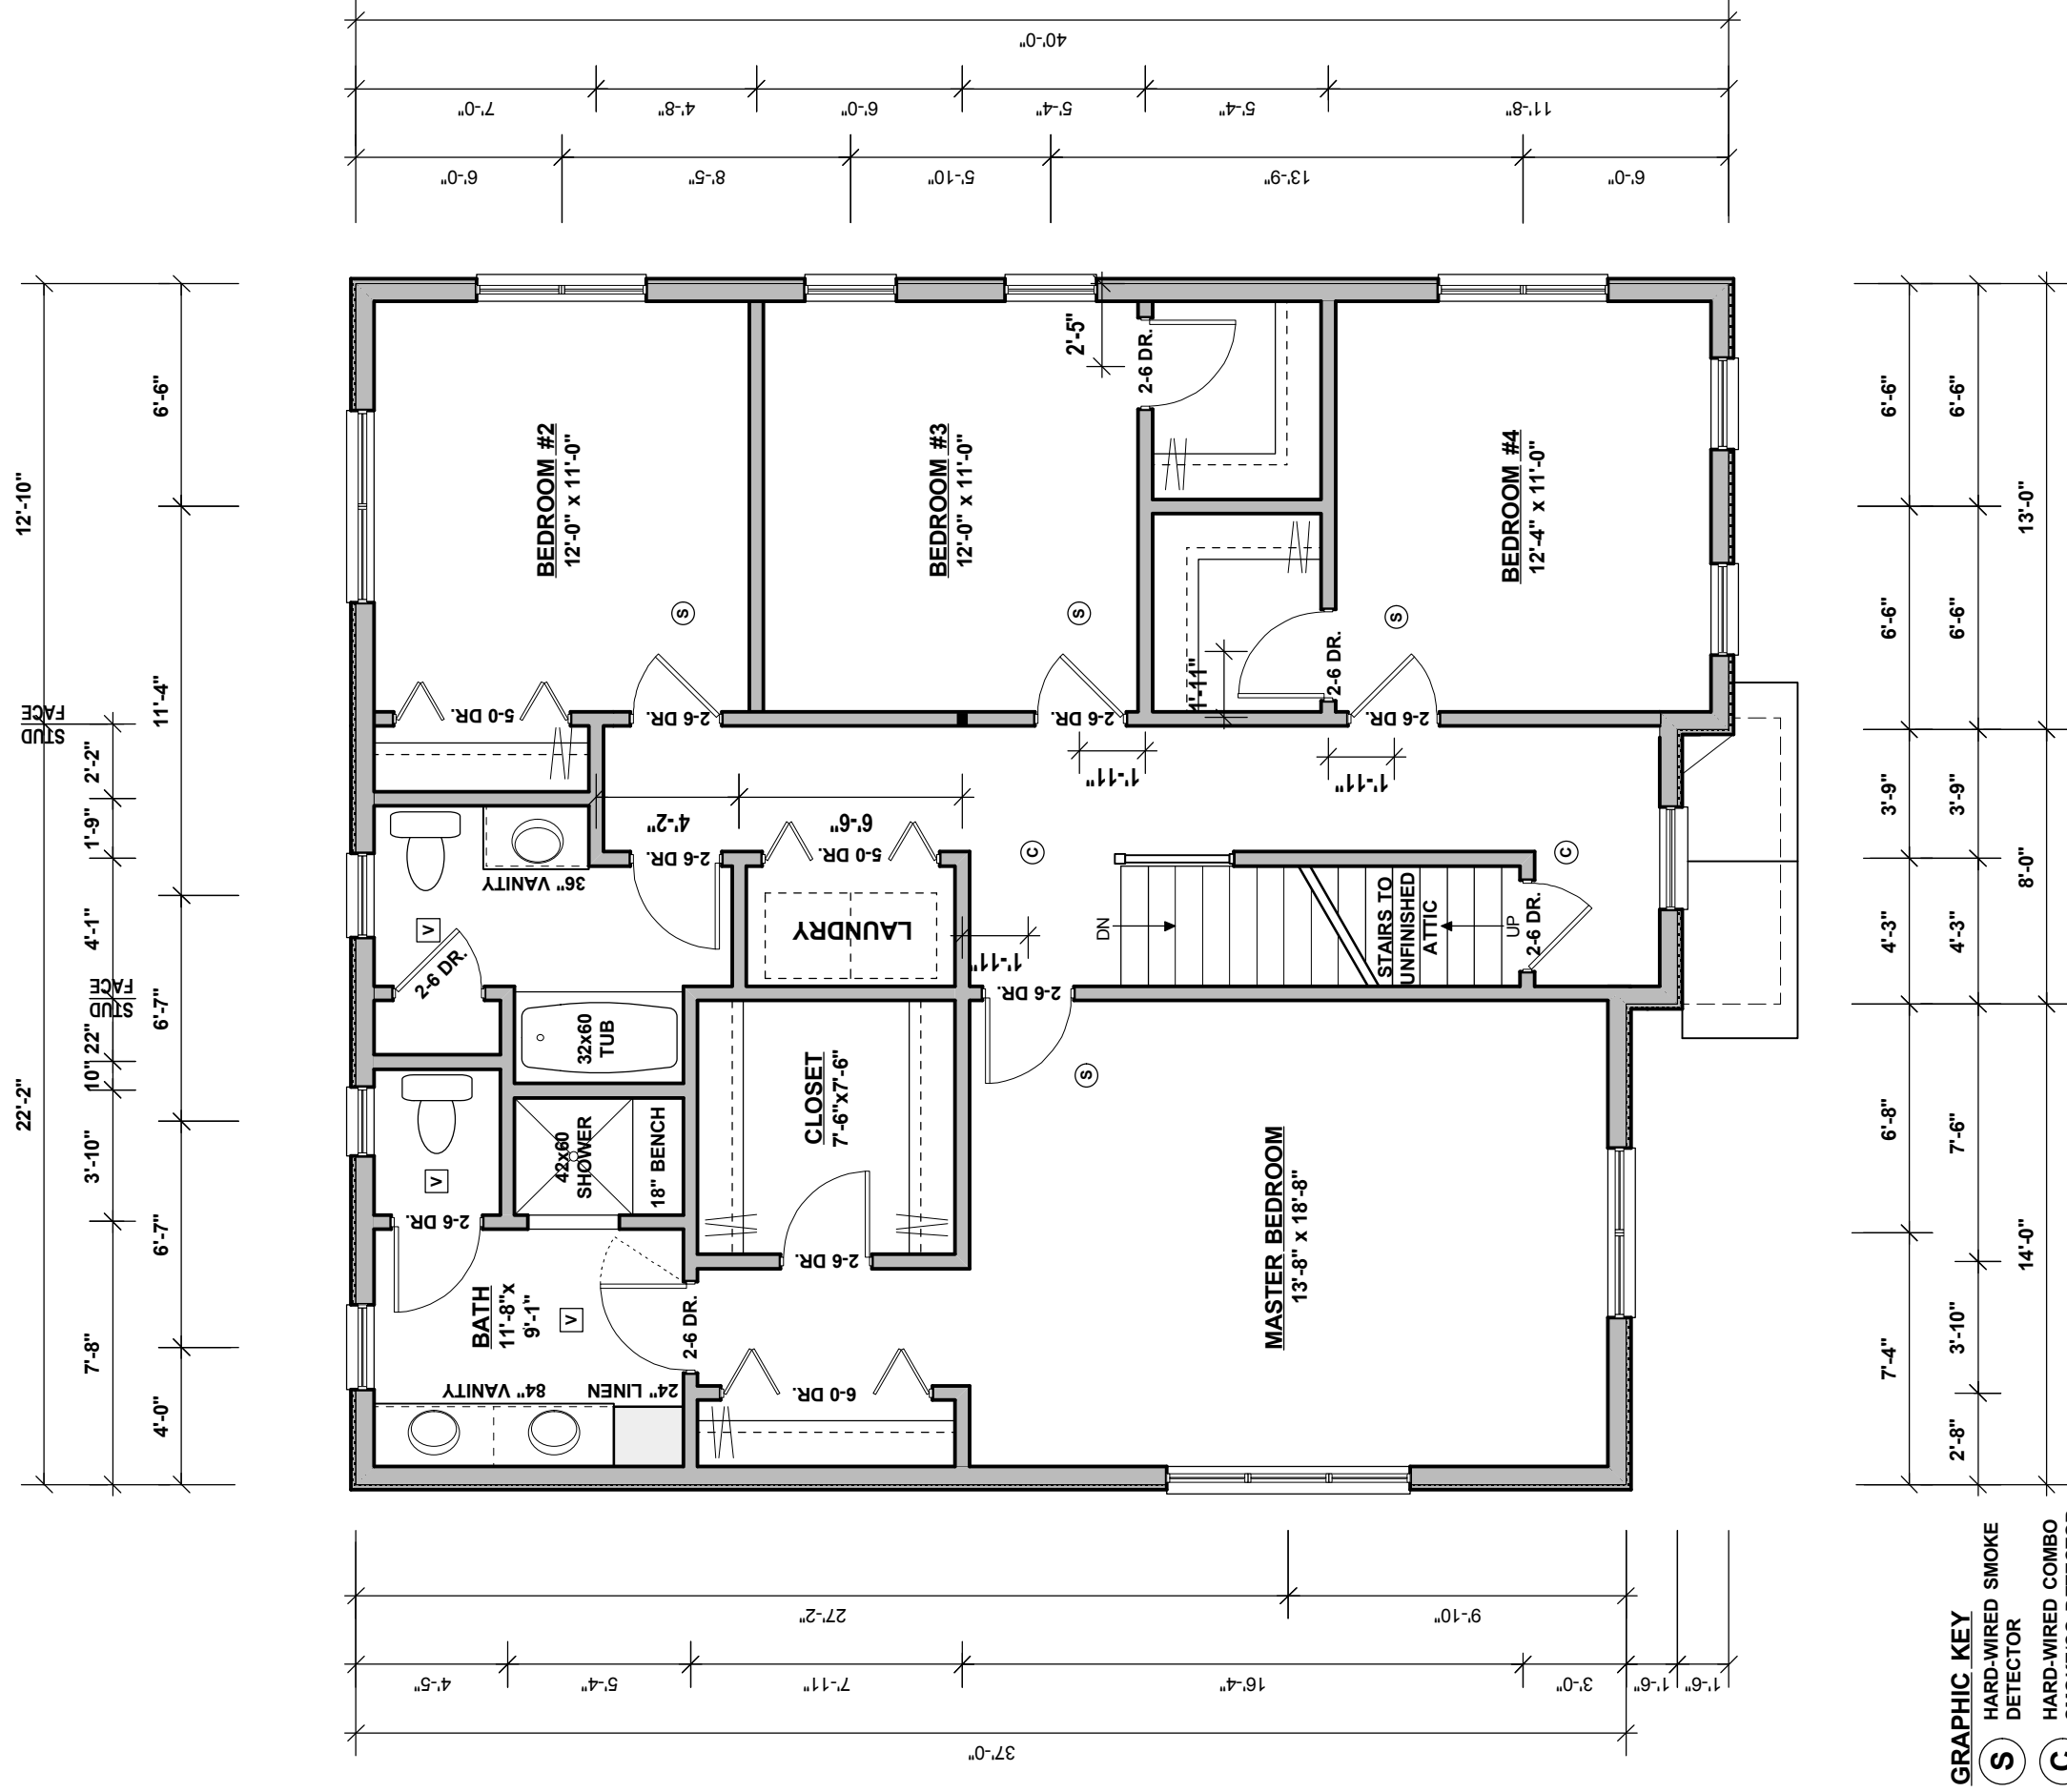 40'-0"
7'-0"
4'-8"
6'-0"
5'-4"
5'-4"
11'-8"
6'-0"
8'-5"
5'-10"
13'-9"
6'-0"
12'-10"
22'-2"
STUD
FACE
2'-2"
1'-9"
4'-1"
STUD
FACE
22"
10"
3'-10"
7'-8"
6'-6"
11'-4"
6'-7"
6'-7"
4'-0"
BEDROOM #2
12'-0" x 11'-0"
S
5-0 DR.
2-6 DR.
BEDROOM #3
12'-0" x 11'-0"
S
2-6 DR.
2'-5"
2-6 DR.
1'-11"
2-6 DR.
BEDROOM #4
12'-4" x 11'-0"
S
2-6 DR.
1'-11"
1'-11"
36" VANITY
V
2-6 DR.
2-6 DR.
4'-2"
6'-6"
5-0 DR.
LAUNDRY
C
C
1'-11"
2-6 DR.
DN
STAIRS TO
UNFINISHED
ATTIC
UP
2-6 DR.
32x60
TUB
42x60
SHOWER
18" BENCH
V
2-6 DR.
CLOSET
7'-6"x7'-6"
2-6 DR.
BATH
11'-8"x
9'-1"
V
2-6 DR.
84" VANITY
24" LINEN
6-0 DR.
S
MASTER BEDROOM
13'-8" x 18'-8"
6'-6"
6'-6"
3'-9"
4'-3"
6'-8"
7'-4"
6'-6"
6'-6"
3'-9"
4'-3"
7'-6"
3'-10"
2'-8"
13'-0"
8'-0"
14'-0"
27'-2"
9'-10"
4'-5"
5'-4"
7'-11"
16'-4"
3'-0"
1'-6"
1'-6"
37'-0"
GRAPHIC KEY
S
HARD-WIRED SMOKE
DETECTOR
C
HARD-WIRED COMBO